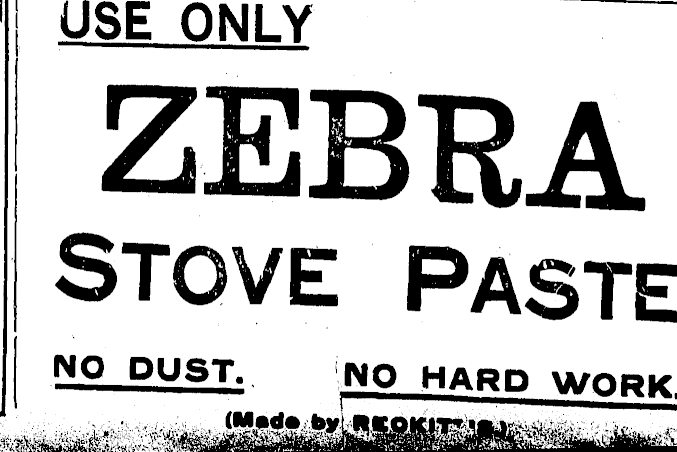 USE ONLY
ZEBRA
STOVE PASTE
NO DUST. NO HARD WORK.
(Made by